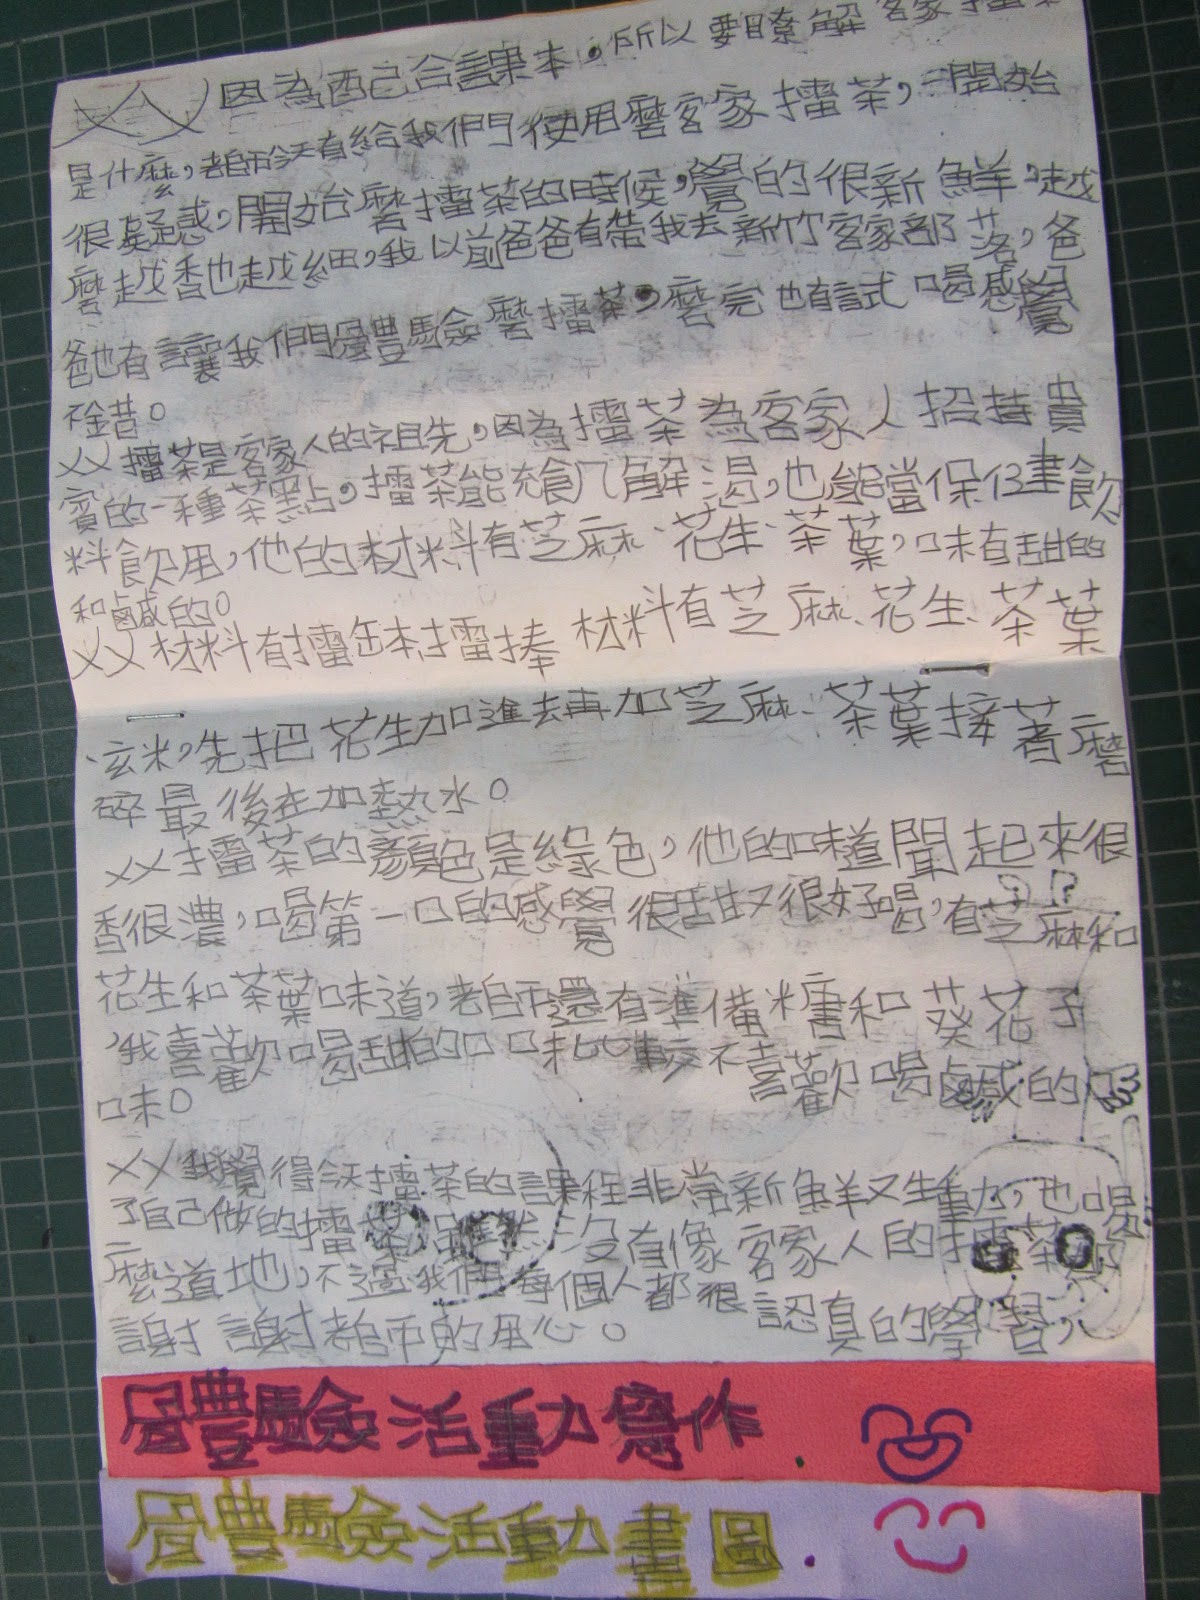 因為配合課本,所以要瞭解客家擂茶
是什麼,老師今天有給我們使用磨客家擂茶,一開始
很疑惑,開始磨擂茶的時候,覺的很新鮮,越
磨越香也越細,我以前爸爸有帶我去新竹客家部落,爸
爸也有讓我們體驗磨擂茶,磨完也有試喝感覺
不錯。
ㄨㄨ擂茶是客家人的祖先,因為擂茶為客家人招待貴
賓的一種茶點,擂茶能充飢解渴,也能當保健飲
料飲用,他的材料有芝麻、花生、茶葉,味有甜的
和鹹的。
ㄨㄨ材料有擂缽擂捧 材料有芝麻、花生、茶葉
、玄米,先把花生加進去再加芝麻、茶葉接著磨
碎最後在加熱水。
ㄨㄨ擂茶的顏色是綠色,他的味道聞起來很
香很濃,喝第一口的感覺很甜又很好喝,有芝麻和
花生和茶葉味道,老師還有準備糖和葵花子
,我喜歡喝甜的口味比較不喜歡喝鹹的口
味。
ㄨㄨ我覺得今天擂茶的課程非常新鮮又生動,也喝
了自己做的擂茶雖然沒有像客家人的擂茶那
麼道地,不過我們每個人都很認真的學習,
謝謝老師的用心。
體驗活動寫作
體驗活動畫圖